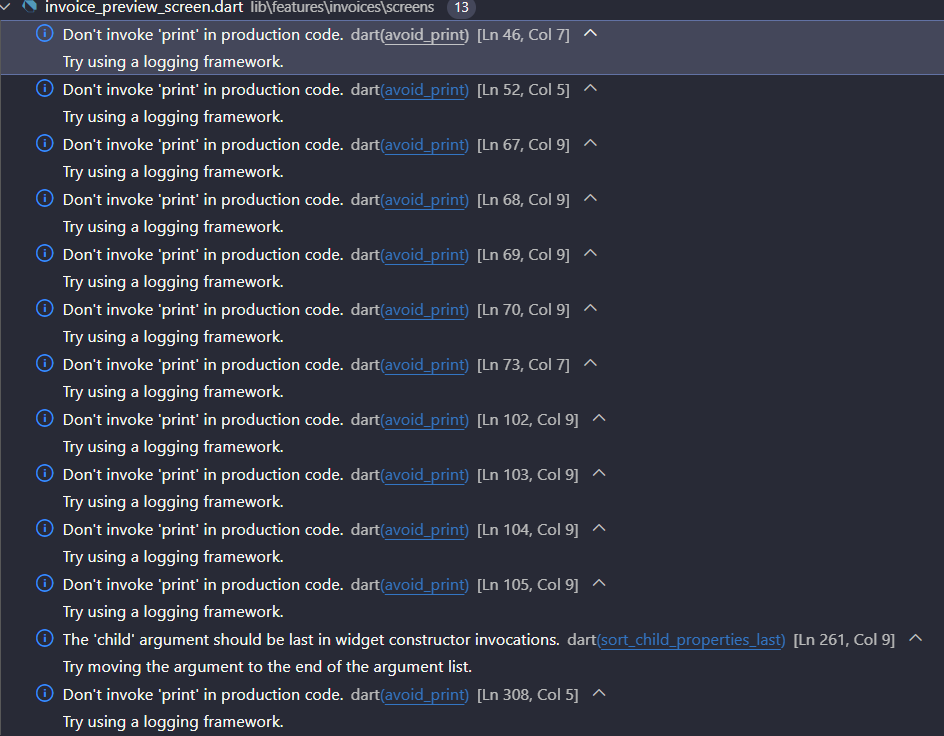 invoice_preview_screen.dart lib\features\invoices\screens 13
Don't invoke 'print' in production code. dart(avoid_print) [Ln 46, Col 7]
Try using a logging framework.
Don't invoke 'print' in production code. dart(avoid_print) [Ln 52, Col 5]
Try using a logging framework.
Don't invoke 'print' in production code. dart(avoid_print) [Ln 67, Col 9]
Try using a logging framework.
Don't invoke 'print' in production code. dart(avoid_print) [Ln 68, Col 9]
Try using a logging framework.
Don't invoke 'print' in production code. dart(avoid_print) [Ln 69, Col 9]
Try using a logging framework.
Don't invoke 'print' in production code. dart(avoid_print) [Ln 70, Col 9]
Try using a logging framework.
Don't invoke 'print' in production code. dart(avoid_print) [Ln 73, Col 7]
Try using a logging framework.
Don't invoke 'print' in production code. dart(avoid_print) [Ln 102, Col 9]
Try using a logging framework.
Don't invoke 'print' in production code. dart(avoid_print) [Ln 103, Col 9]
Try using a logging framework.
Don't invoke 'print' in production code. dart(avoid_print) [Ln 104, Col 9]
Try using a logging framework.
Don't invoke 'print' in production code. dart(avoid_print) [Ln 105, Col 9]
Try using a logging framework.
The 'child' argument should be last in widget constructor invocations. dart(sort_child_properties_last) [Ln 261, Col 9]
Try moving the argument to the end of the argument list.
Don't invoke 'print' in production code. dart(avoid_print) [Ln 308, Col 5]
Try using a logging framework.